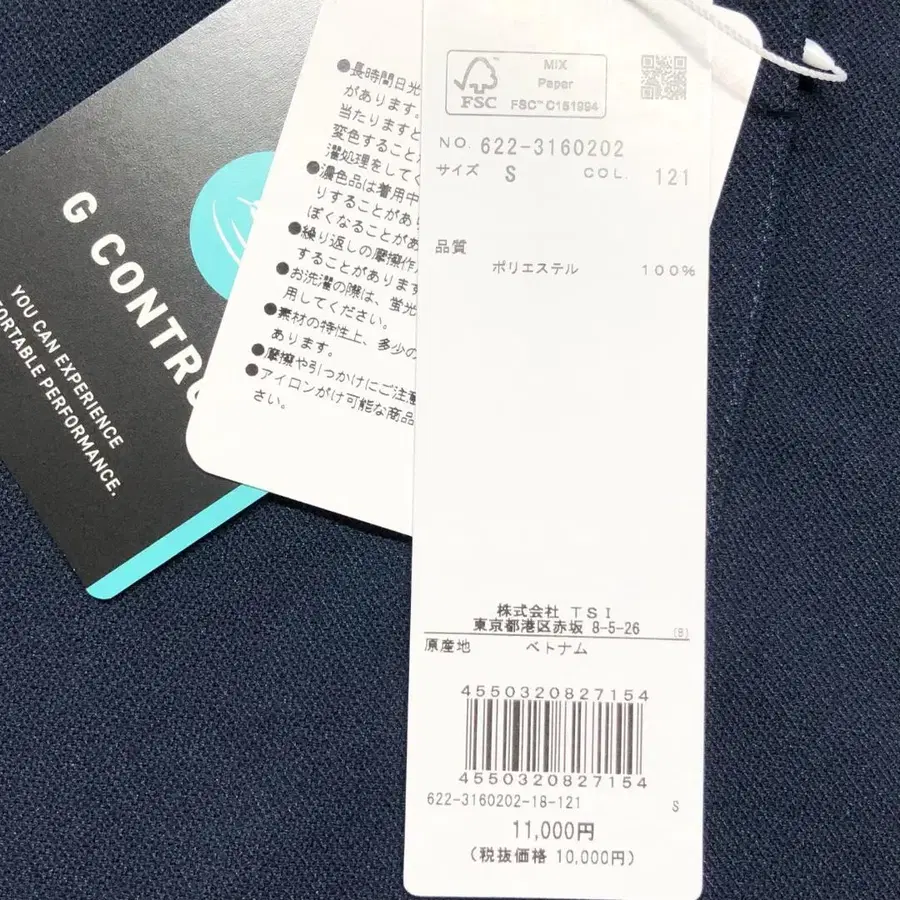 G CONTRO
YOU CAN EXPERIENCE
FORTABLE PERFORMANCE.
●長時間日光
があります。
当たりますと
変色すること
濯処理をしてく
●濃色品は着用中
りすることがあり
ぽくなることがあ
●繰り返しの摩擦作
することがあります
●お洗濯の際は、蛍光
用してください。
●素材の特性上、多少の
あります。
●摩擦や引っかけにご注意
●アイロンがけ可能な商品
さい。
FSC
MIX
Paper
FSC™ C151994
NO. 622-3160202
サイズ S COL. 121
品質
ポリエステル 100%
株式会社 TSI
東京都港区赤坂 8-5-26 (B)
原産地 ベトナム
4550320827154
4550320827154
622-3160202-18-121 S
11,000円
(税抜価格 10,000円)